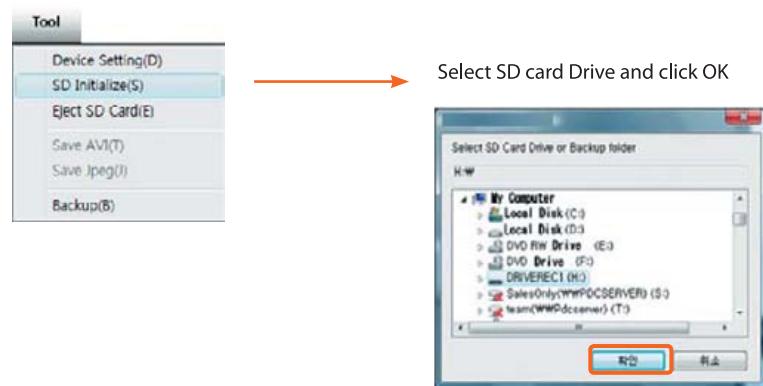 Tool
Device Setting(D)
SD Initialize(S)
Eject SD Card(E)
Save AVI(T)
Save Jpeg(J)
Backup(B)
Select SD card Drive and click OK
Select SD Card Drive or Backup folder
H:₩
My Computer
Local Disk (C:)
Local Disk (D:)
DVD RW Drive (E:)
DVD Drive (F:)
DRIVEREC1 (H:)
SalesOnly(₩₩PDCSERVER) (S:)
team(₩₩Pdcserver) (T:)
확인
취소